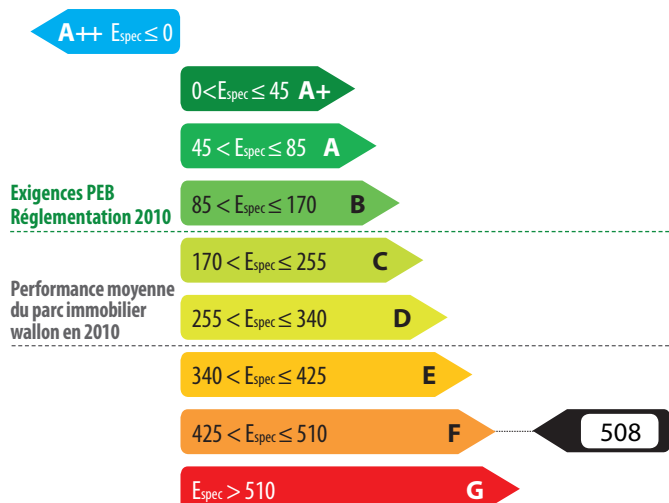 A++ Espec ≤ 0
0<Espec ≤ 45 A+
45 < Espec ≤ 85 A
Exigences PEB
Réglementation 2010
85 < Espec ≤ 170 B
170 < Espec ≤ 255 C
Performance moyenne
du parc immobilier
wallon en 2010
255 < Espec ≤ 340 D
340 < Espec ≤ 425 E
425 < Espec ≤ 510 F
508
Espec > 510 G